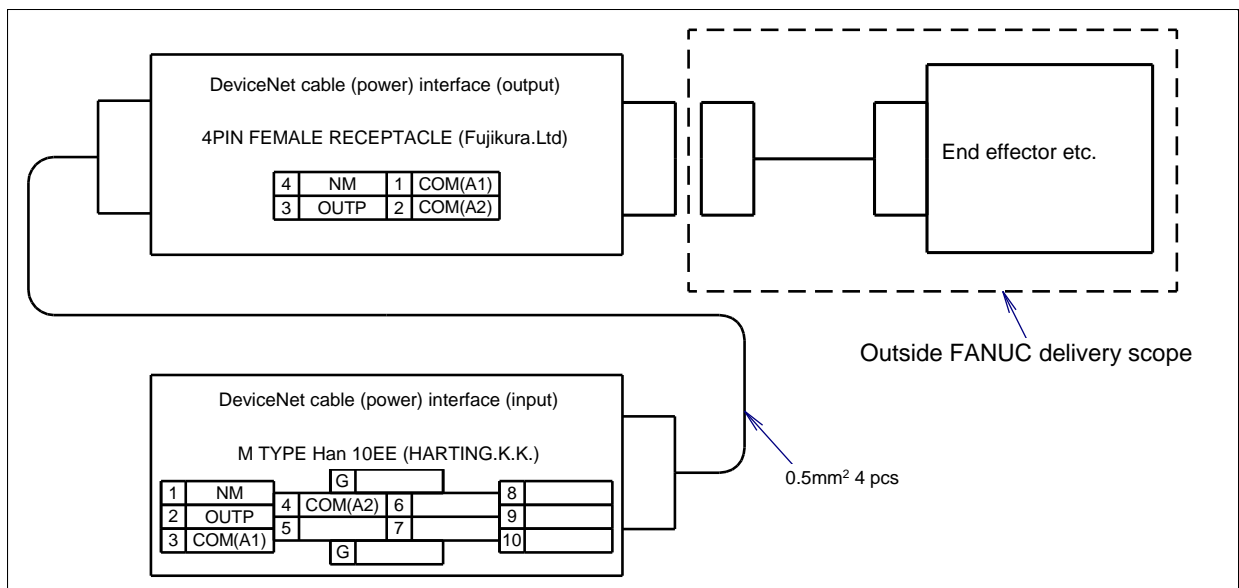 DeviceNet cable (power) interface (output)
4PIN FEMALE RECEPTACLE (Fujikura.Ltd)
4 NM 1 COM(A1)
3 OUTP 2 COM(A2)
End effector etc.
Outside FANUC delivery scope
DeviceNet cable (power) interface (input)
M TYPE Han 10EE (HARTING.K.K.)
0.5mm² 4 pcs
G
1 NM
2 OUTP
3 COM(A1)
4 COM(A2) 6
5 7
8
9
10
G